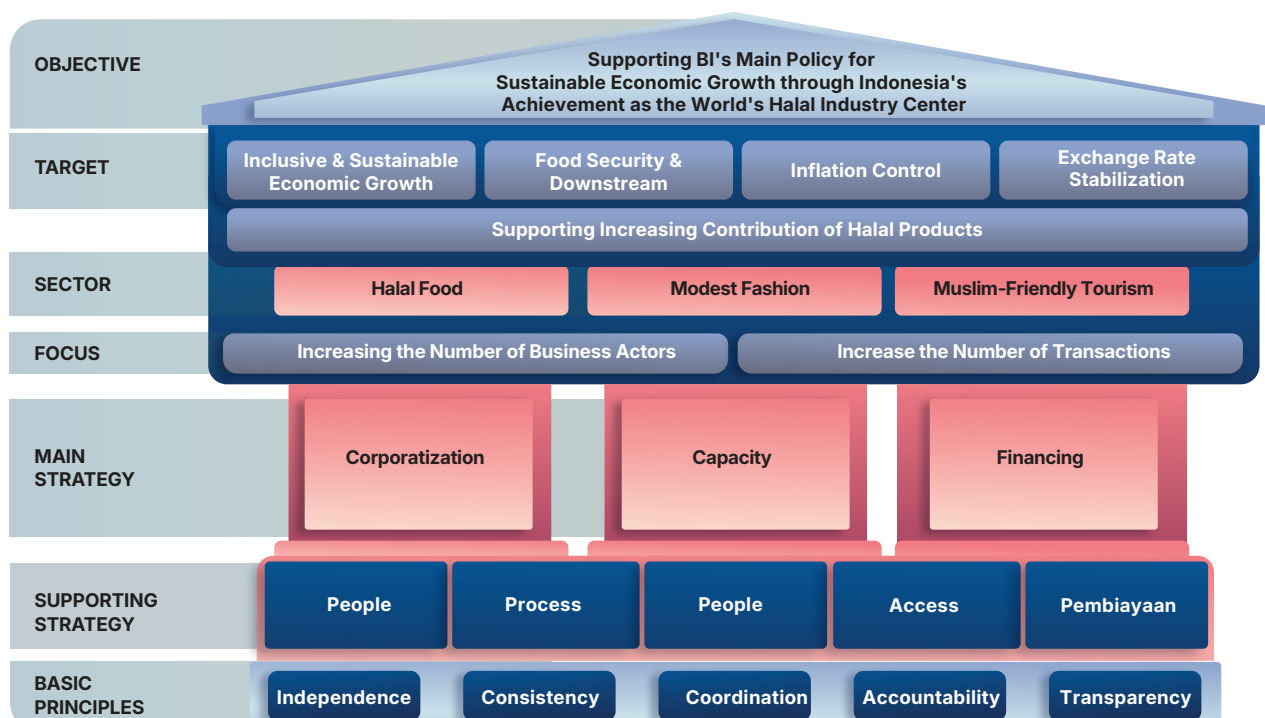 OBJECTIVE
Supporting BI's Main Policy for
Sustainable Economic Growth through Indonesia's
Achievement as the World's Halal Industry Center
TARGET
Inclusive & Sustainable
Economic Growth
Food Security &
Downstream
Inflation Control
Exchange Rate
Stabilization
Supporting Increasing Contribution of Halal Products
SECTOR
Halal Food
Modest Fashion
Muslim-Friendly Tourism
FOCUS
Increasing the Number of Business Actors
Increase the Number of Transactions
MAIN
STRATEGY
Corporatization
Capacity
Financing
SUPPORTING
STRATEGY
People
Process
People
Access
Pembiayaan
BASIC
PRINCIPLES
Independence
Consistency
Coordination
Accountability
Transparency